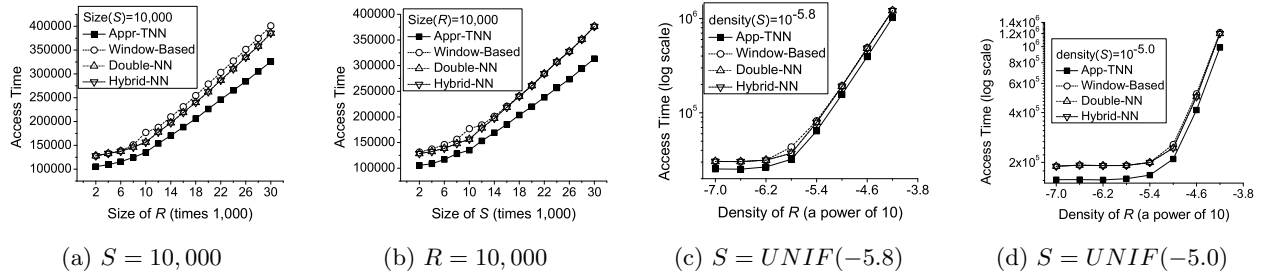 Size(S)=10,000
Appr-TNN
Window-Based
Double-NN
Hybrid-NN
400000
350000
300000
250000
200000
150000
100000
Access Time
2 6 10 14 18 22 26 30
Size of R (times 1,000)
(a) S = 10,000
Size(R)=10,000
Appr-TNN
Window-Based
Double-NN
Hybrid-NN
400000
350000
300000
250000
200000
150000
100000
Access Time
2 6 10 14 18 22 26 30
Size of S (times 1,000)
(b) R = 10,000
density(S)=10^-5.8
App-TNN
Window-Based
Double-NN
Hybrid-NN
10^6
10^5
Access Time (log scale)
-7.0 -6.2 -5.4 -4.6 -3.8
Density of R (a power of 10)
(c) S = UNIF(−5.8)
density(S)=10^-5.0
App-TNN
Window-Based
Double-NN
Hybrid-NN
1.4x10^6
1.2x10^6
6x10^5
2x10^5
Access Time (log scale)
-7.0 -6.2 -5.4 -4.6 -3.8
Density of R (a power of 10)
(d) S = UNIF(−5.0)